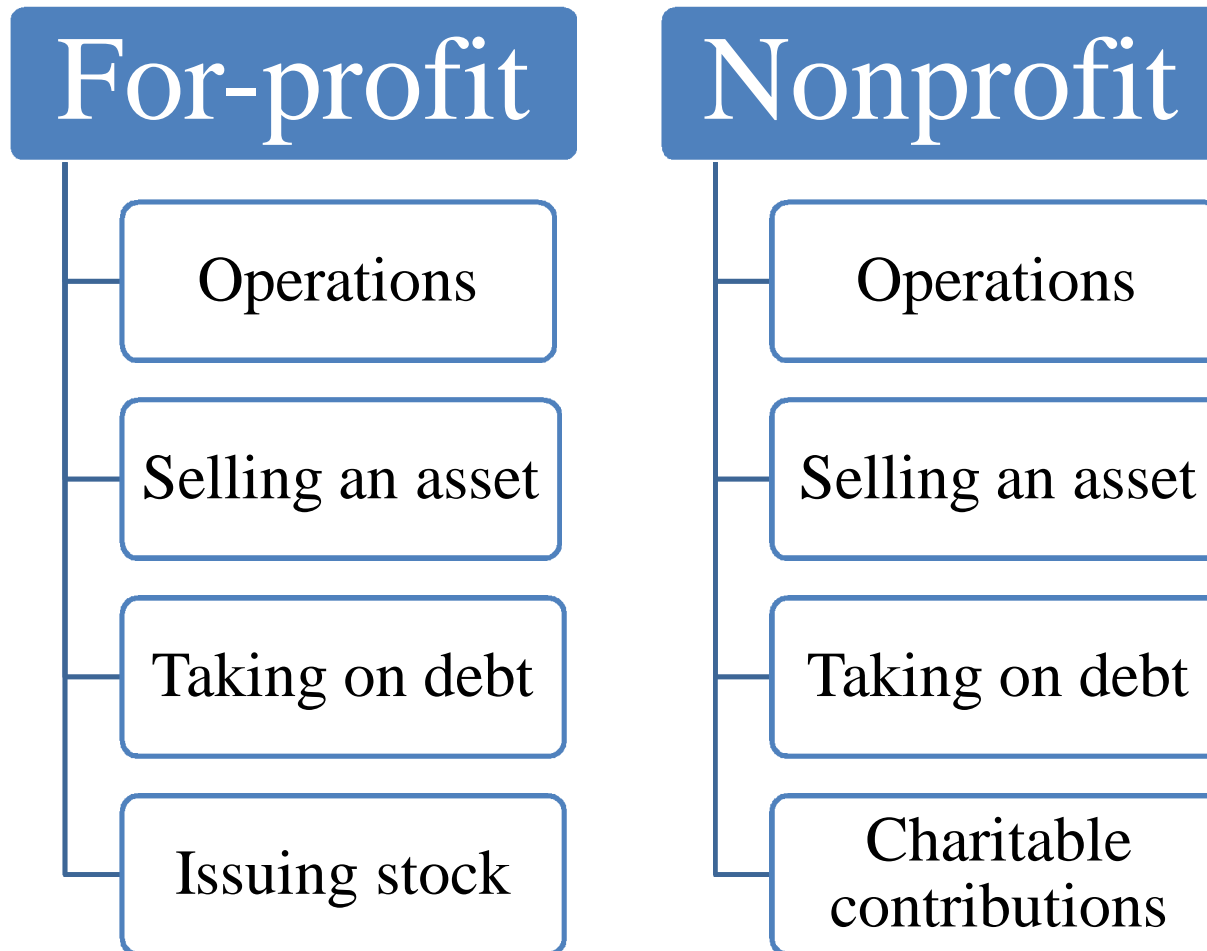 For-profit
Operations
Selling an asset
Taking on debt
Issuing stock
Nonprofit
Operations
Selling an asset
Taking on debt
Charitable
contributions